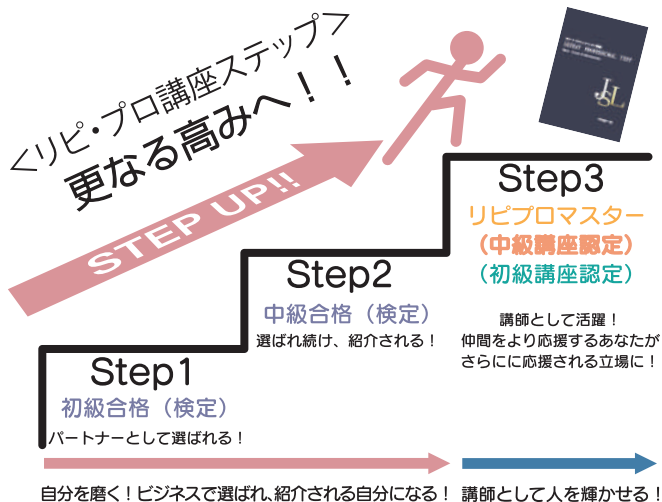 ＜リピ・プロ講座ステップ＞
更なる高みへ！！
STEP UP!!
JSL
Step3
リピプロマスター
（中級講座認定）
（初級講座認定）
講師として活躍！
仲間をより応援するあなたが
さらにに応援される立場に！
Step2
中級合格（検定）
選ばれ続け、紹介される！
Step1
初級合格（検定）
パートナーとして選ばれる！
自分を磨く！ビジネスで選ばれ、紹介される自分になる！
講師として人を輝かせる！